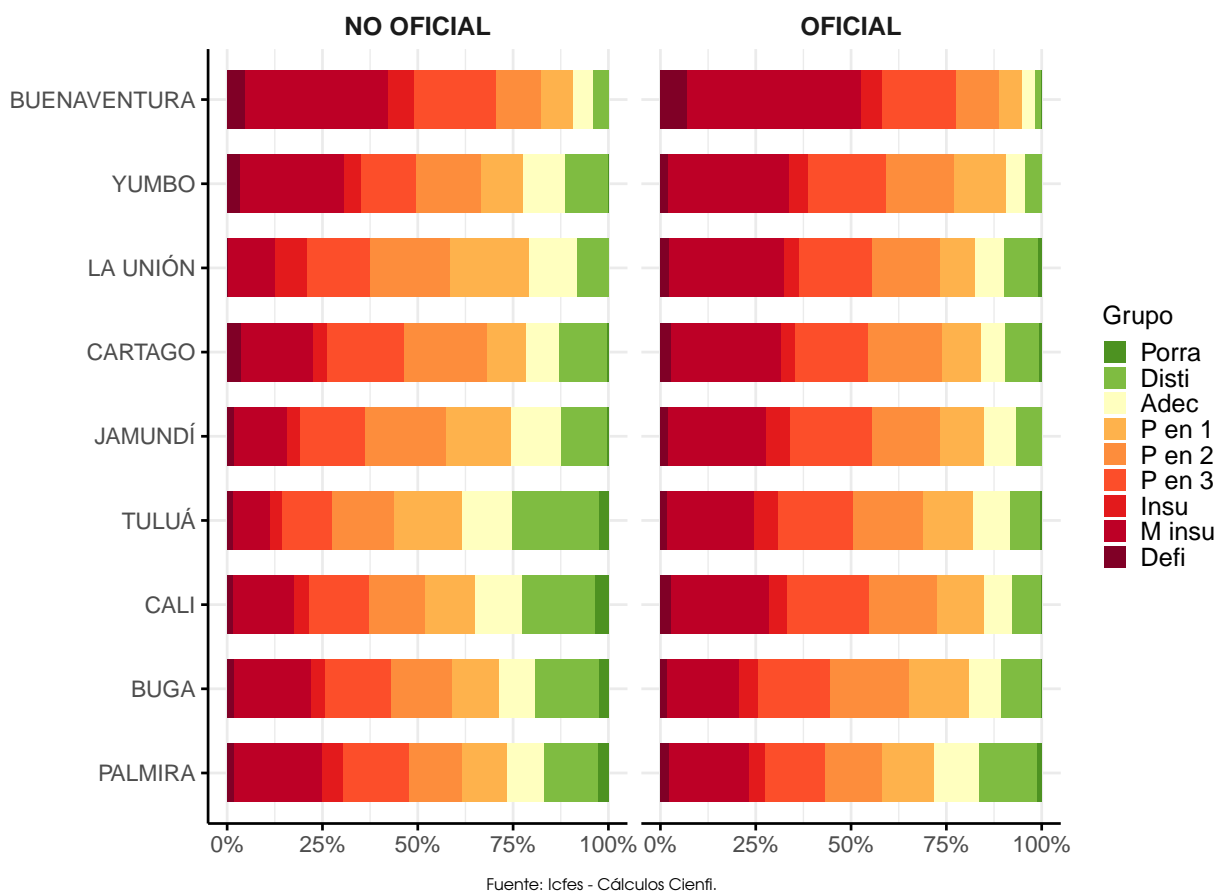 NO OFICIAL
OFICIAL
BUENAVENTURA
YUMBO
LA UNIÓN
CARTAGO
JAMUNDÍ
TULUÁ
CALI
BUGA
PALMIRA
0%
25%
50%
75%
100%
0%
25%
50%
75%
100%
Grupo
Porra
Disti
Adec
P en 1
P en 2
P en 3
Insu
M insu
Defi
Fuente: Icfes - Cálculos Cienfi.